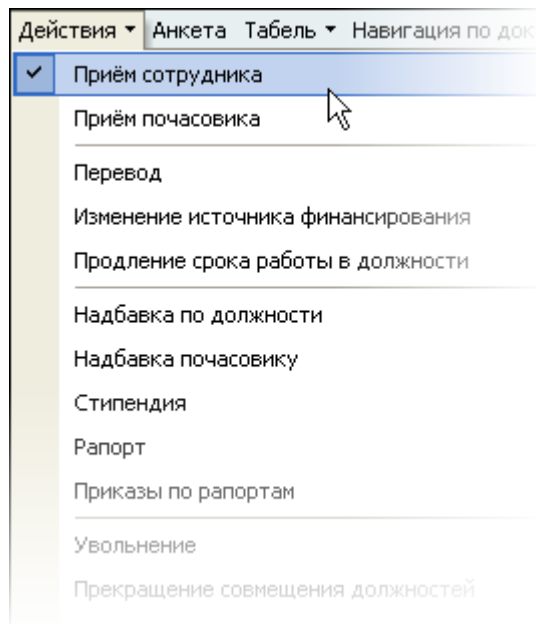 Действия Анкета Табель Навигация по док
Приём сотрудника
Приём почасовика
Перевод
Изменение источника финансирования
Продление срока работы в должности
Надбавка по должности
Надбавка почасовику
Стипендия
Рапорт
Приказы по рапортам
Увольнение
Прекращение совмещения должностей